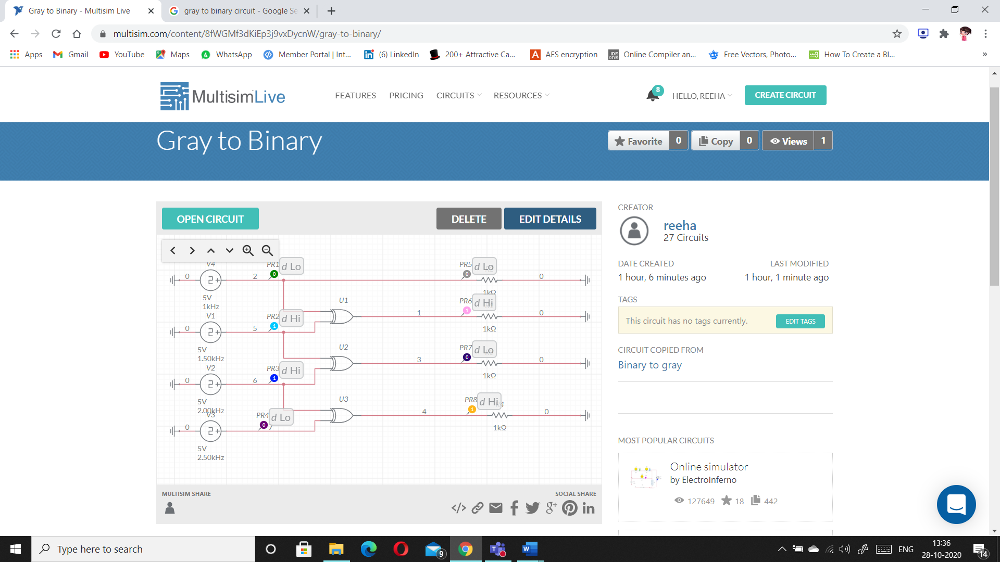 Gray to Binary - Multisim Live
gray to binary circuit - Google Se
multisim.com/content/8fWGMf3dKiEp3j9vxDycnW/gray-to-binary/
Apps Gmail YouTube Maps WhatsApp Member Portal | Int... (6) LinkedIn 200+ Attractive Ca... AES encryption Online Compiler an... Free Vectors, Photo... How To Create a Bl... »
MultisimLive
FEATURES PRICING CIRCUITS RESOURCES
8
HELLO, REEHA
CREATE CIRCUIT
Gray to Binary
Favorite 0 Copy 0 Views 1
OPEN CIRCUIT DELETE EDIT DETAILS
V4 PR1 d Lo PR5 d Lo
0 2 0 0 0
5V
1kHz 1kΩ
U1 PR6 d Hi
V1 PR2 d Hi 1 1 0
0 5 1 1kΩ
5V
1.50kHz
U2 PR7 d Lo
V2 PR3 d Hi 3 0 0
0 6 1 1kΩ
5V
2.00kHz
U3 PR8 d Hi 4
V3 PR4 d Lo 4 1 0
0 0 7 1kΩ
5V
2.50kHz
MULTISIM SHARE SOCIAL SHARE
CREATOR
reeha
27 Circuits
DATE CREATED LAST MODIFIED
1 hour, 6 minutes ago 1 hour, 1 minute ago
TAGS
This circuit has no tags currently. EDIT TAGS
CIRCUIT COPIED FROM
Binary to gray
MOST POPULAR CIRCUITS
Online simulator
by ElectroInferno
127649 18 442
Type here to search
9
ENG
13:36
28-10-2020
14